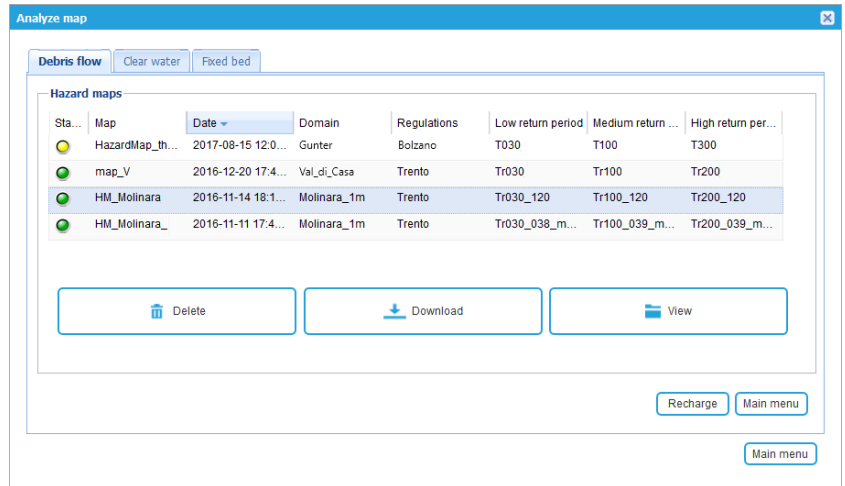 Analyze map
Debris flow Clear water Fixed bed
Hazard maps
Sta... Map Date Domain Regulations Low return period Medium return ... High return per...
HazardMap_th... 2017-08-15 12:0... Gunter Bolzano T030 T100 T300
map_V 2016-12-20 17:4... Val_di_Casa Trento Tr030 Tr100 Tr200
HM_Molinara 2016-11-14 18:1... Molinara_1m Trento Tr030_120 Tr100_120 Tr200_120
HM_Molinara_ 2016-11-11 17:4... Molinara_1m Trento Tr030_038_m... Tr100_039_m... Tr200_039_m...
Delete Download View
Recharge Main menu
Main menu